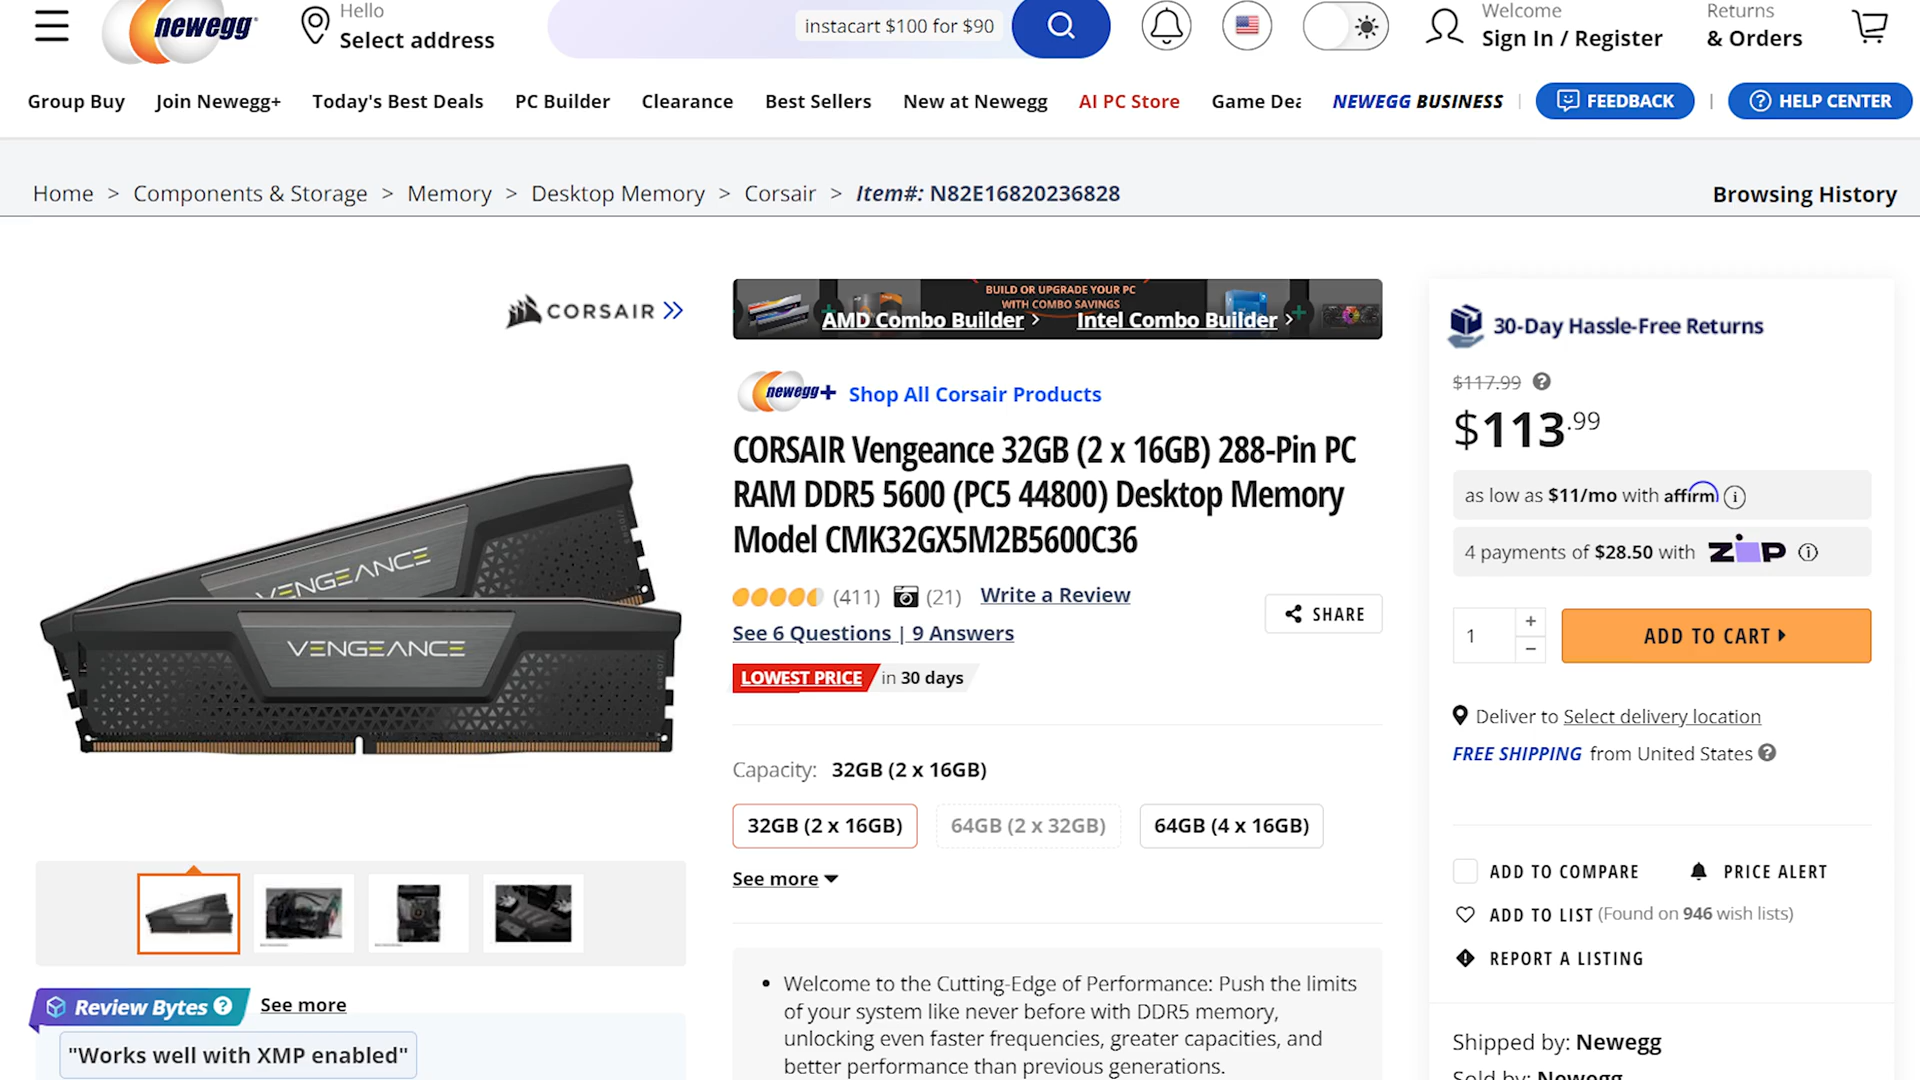 newegg
Hello
Select address
instacart $100 for $90
Welcome
Sign In / Register
Returns
& Orders
Group Buy
Join Newegg+
Today's Best Deals
PC Builder
Clearance
Best Sellers
New at Newegg
AI PC Store
Game Dea
NEWEGG BUSINESS
FEEDBACK
HELP CENTER
Home > Components & Storage > Memory > Desktop Memory > Corsair > Item#: N82E16820236828
Browsing History
CORSAIR
VENGEANCE
VENGEANCE
Review Bytes
See more
"Works well with XMP enabled"
BUILD OR UPGRADE YOUR PC
WITH COMBO SAVINGS
AMD Combo Builder
Intel Combo Builder
newegg+
Shop All Corsair Products
CORSAIR Vengeance 32GB (2 x 16GB) 288-Pin PC
RAM DDR5 5600 (PC5 44800) Desktop Memory
Model CMK32GX5M2B5600C36
(411)
(21)
Write a Review
SHARE
See 6 Questions | 9 Answers
LOWEST PRICE in 30 days
Capacity: 32GB (2 x 16GB)
32GB (2 x 16GB)
64GB (2 x 32GB)
64GB (4 x 16GB)
See more
• Welcome to the Cutting-Edge of Performance: Push the limits
of your system like never before with DDR5 memory,
unlocking even faster frequencies, greater capacities, and
better performance than previous generations.
30-Day Hassle-Free Returns
$117.99
$113.99
as low as $11/mo with affirm
4 payments of $28.50 with ZIP
1
+
−
ADD TO CART
Deliver to Select delivery location
FREE SHIPPING from United States
ADD TO COMPARE
PRICE ALERT
ADD TO LIST (Found on 946 wish lists)
REPORT A LISTING
Shipped by: Newegg
Sold by: Newegg